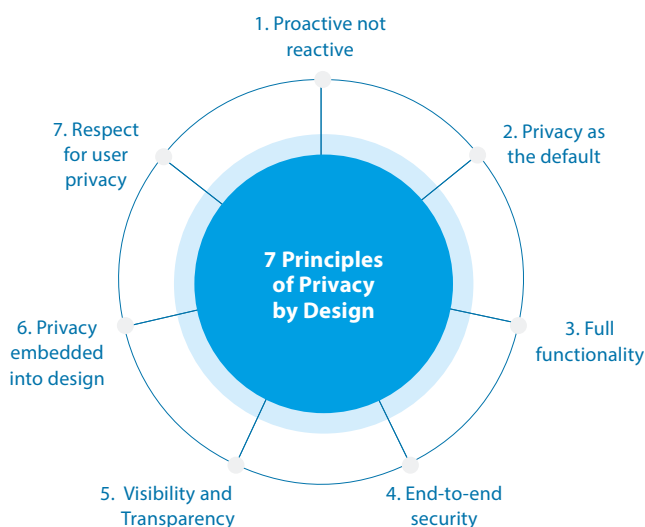 1. Proactive not
reactive
2. Privacy as
the default
3. Full
functionality
4. End-to-end
security
5. Visibility and
Transparency
6. Privacy
embedded
into design
7. Respect
for user
privacy
7 Principles
of Privacy
by Design